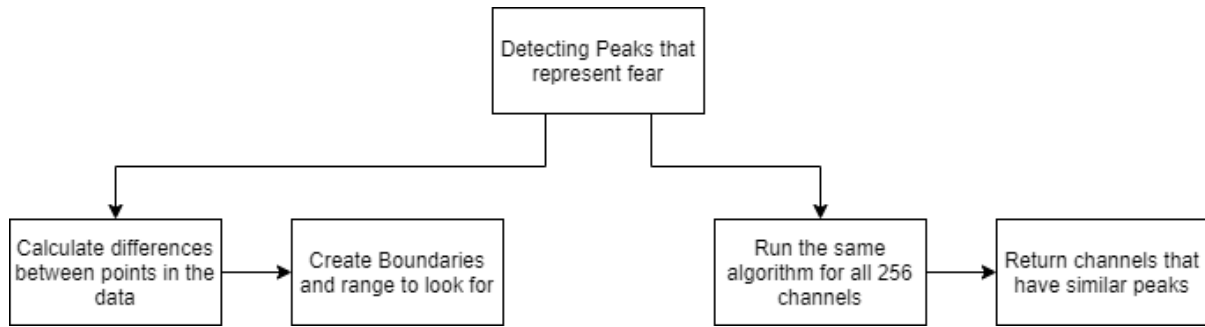 Detecting Peaks that
represent fear
Calculate differences
between points in the
data
Create Boundaries
and range to look for
Run the same
algorithm for all 256
channels
Return channels that
have similar peaks